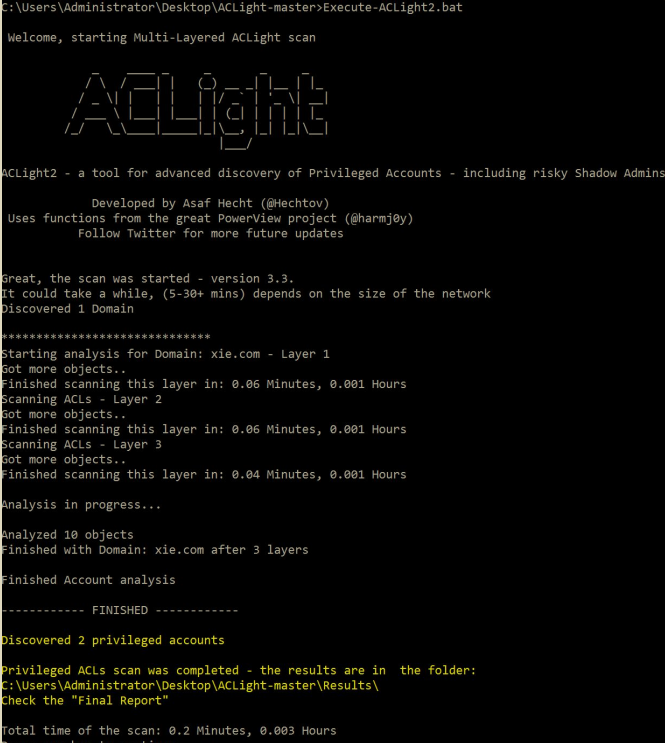 C:\Users\Administrator\Desktop\ACLight-master>Execute-ACLight2.bat
Welcome, starting Multi-Layered ACLight scan
ACLight
ACLight2 - a tool for advanced discovery of Privileged Accounts - including risky Shadow Admins
Developed by Asaf Hecht (@Hechtov)
Uses functions from the great PowerView project (@harmj0y)
Follow Twitter for more future updates
Great, the scan was started - version 3.3.
It could take a while, (5-30+ mins) depends on the size of the network
Discovered 1 Domain
******************************
Starting analysis for Domain: xie.com - Layer 1
Got more objects..
Finished scanning this layer in: 0.06 Minutes, 0.001 Hours
Scanning ACLs - Layer 2
Got more objects..
Finished scanning this layer in: 0.06 Minutes, 0.001 Hours
Scanning ACLs - Layer 3
Got more objects..
Finished scanning this layer in: 0.04 Minutes, 0.001 Hours
Analysis in progress...
Analyzed 10 objects
Finished with Domain: xie.com after 3 layers
Finished Account analysis
------------ FINISHED ------------
Discovered 2 privileged accounts
Privileged ACLs scan was completed - the results are in  the folder:
C:\Users\Administrator\Desktop\ACLight-master\Results\
Check the "Final Report"
Total time of the scan: 0.2 Minutes, 0.003 Hours